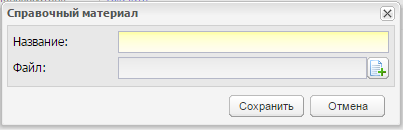 Справочный материал
Название:
Файл:
Сохранить Отмена